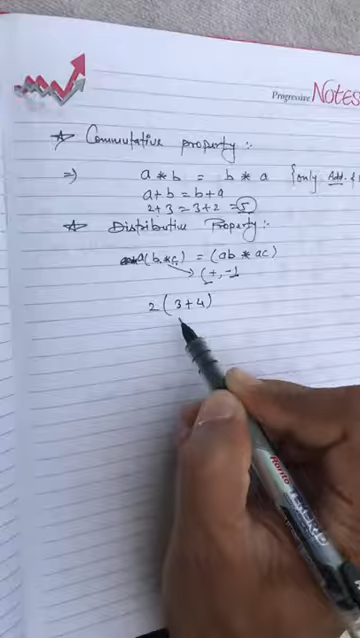 Progressive Notes
☆ Commutative property :-
⇒ a * b = b * a {only Add. &
a+b = b+a
2+3 = 3+2 = 5
☆ Distributive Property :-
a(b * c) = (ab * ac)
(+, -)
2(3+4)